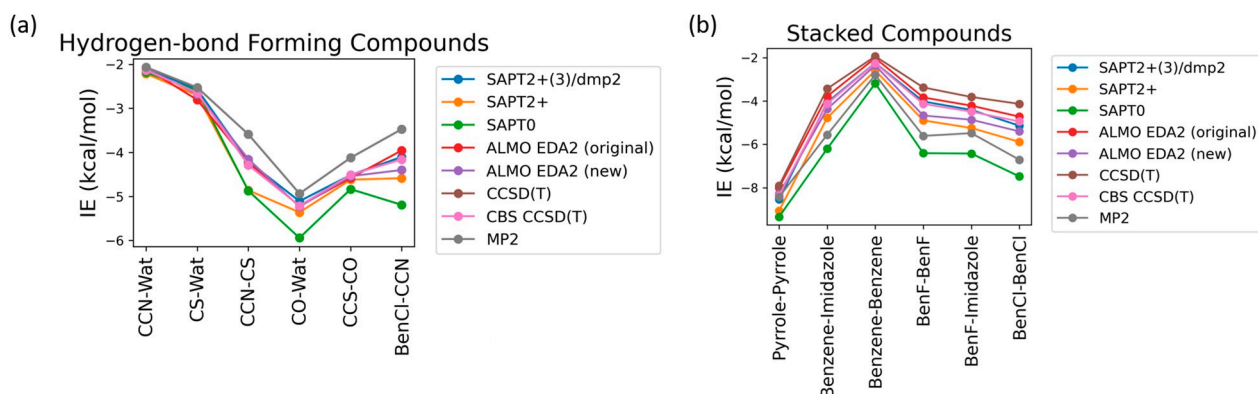 (a)
Hydrogen-bond Forming Compounds
IE (kcal/mol)
−2
−3
−4
−5
−6
CCN-Wat
CS-Wat
CCN-CS
CO-Wat
CCS-CO
BenCl-CCN
SAPT2+(3)/dmp2
SAPT2+
SAPT0
ALMO EDA2 (original)
ALMO EDA2 (new)
CCSD(T)
CBS CCSD(T)
MP2
(b)
Stacked Compounds
IE (kcal/mol)
−2
−4
−6
−8
Pyrrole-Pyrrole
Benzene-Imidazole
Benzene-Benzene
BenF-BenF
BenF-Imidazole
BenCl-BenCl
SAPT2+(3)/dmp2
SAPT2+
SAPT0
ALMO EDA2 (original)
ALMO EDA2 (new)
CCSD(T)
CBS CCSD(T)
MP2